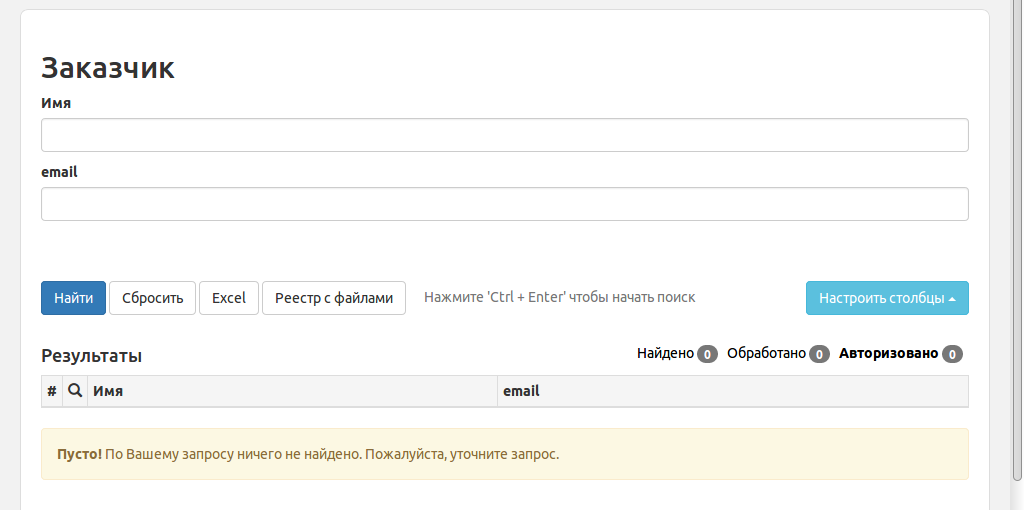 Заказчик
Имя
email
Найти Сбросить Excel Реестр с файлами Нажмите 'Ctrl + Enter' чтобы начать поиск Настроить столбцы
Результаты Найдено 0 Обработано 0 Авторизовано 0
# Имя email
Пусто! По Вашему запросу ничего не найдено. Пожалуйста, уточните запрос.